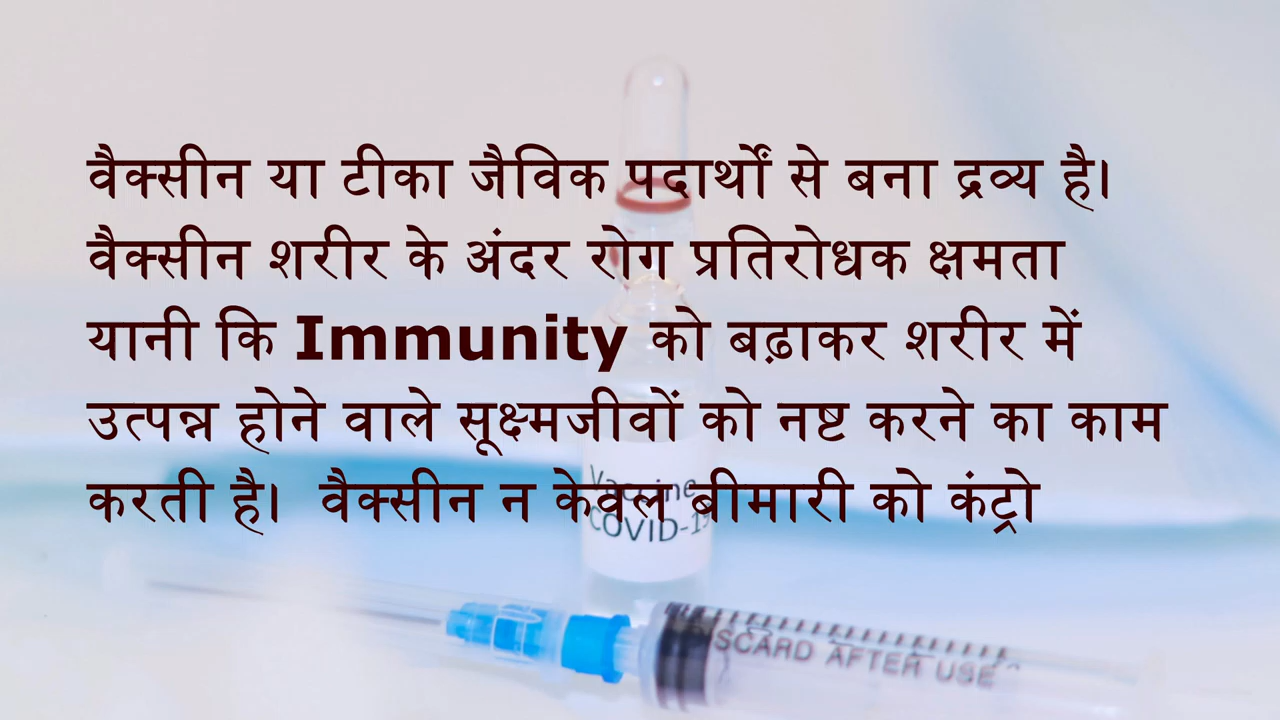 वैक्सीन या टीका जैविक पदार्थों से बना द्रव्य है।
वैक्सीन शरीर के अंदर रोग प्रतिरोधक क्षमता
यानी कि Immunity को बढ़ाकर शरीर में
उत्पन्न होने वाले सूक्ष्मजीवों को नष्ट करने का काम
करती है।  वैक्सीन न केवल बीमारी को कंट्रो
Vaccine
COVID-19
DISCARD AFTER USE